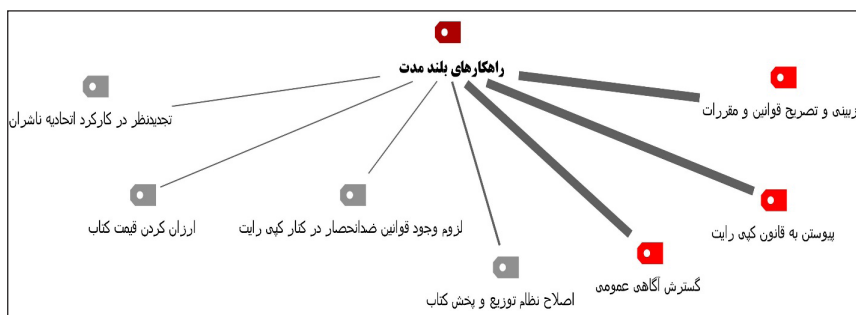 راهکارهای بلند مدت
تجدیدنظر در کارکرد اتحادیه ناشران
زبینی و تصریح قوانین و مقررات
ارزان کردن قیمت کتاب
لزوم وجود قوانین ضدانحصار در کنار کپی رایت
پیوستن به قانون کپی رایت
اصلاح نظام توزیع و پخش کتاب
گسترش آگاهی عمومی